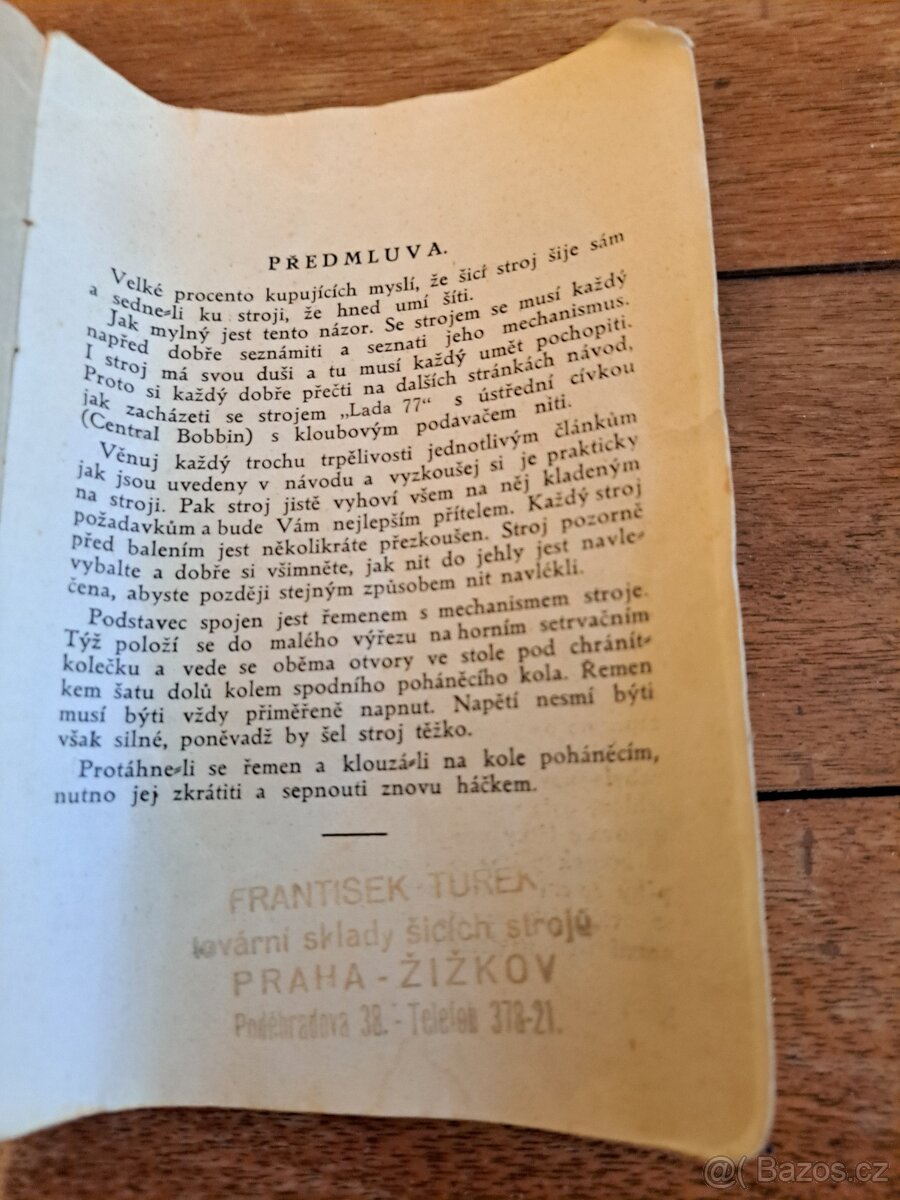 PŘEDMLUVA.
Velké procento kupujících myslí, že šicí stroj šije sám
a sedne-li ku stroji, že hned umí šíti.
Jak mylný jest tento názor. Se strojem se musí každý
napřed dobře seznámiti a seznati jeho mechanismus.
I stroj má svou duši a tu musí každý umět pochopiti.
Proto si každý dobře přečti na dalších stránkách návod,
jak zacházeti se strojem „Lada 77“ s ústřední cívkou
(Central Bobbin) s kloubovým podavačem niti.
Věnuj každý trochu trpělivosti jednotlivým článkům
jak jsou uvedeny v návodu a vyzkoušej si je prakticky
na stroji. Pak stroj jistě vyhoví všem na něj kladeným
požadavkům a bude Vám nejlepším přítelem. Každý stroj
před balením jest několikráte přezkoušen. Stroj pozorně
vybalte a dobře si všimněte, jak nit do jehly jest navle-
čena, abyste později stejným způsobem nit navlékli.
Podstavec spojen jest řemenem s mechanismem stroje.
Týž položí se do malého výřezu na horním setrvačním
kolečku a vede se oběma otvory ve stole pod chránít-
kem šatu dolů kolem spodního poháněcího kola. Řemen
musí býti vždy přiměřeně napnut. Napětí nesmí býti
však silné, poněvadž by šel stroj těžko.
Protáhne-li se řemen a klouzá-li na kole poháněcím,
nutno jej zkrátiti a sepnouti znovu háčkem.
FRANTISEK TUREK,
tovární sklady šicích strojů
PRAHA - ŽIŽKOV
Poděbradova 38. - Telefon 378-21.
@( Bazos.cz